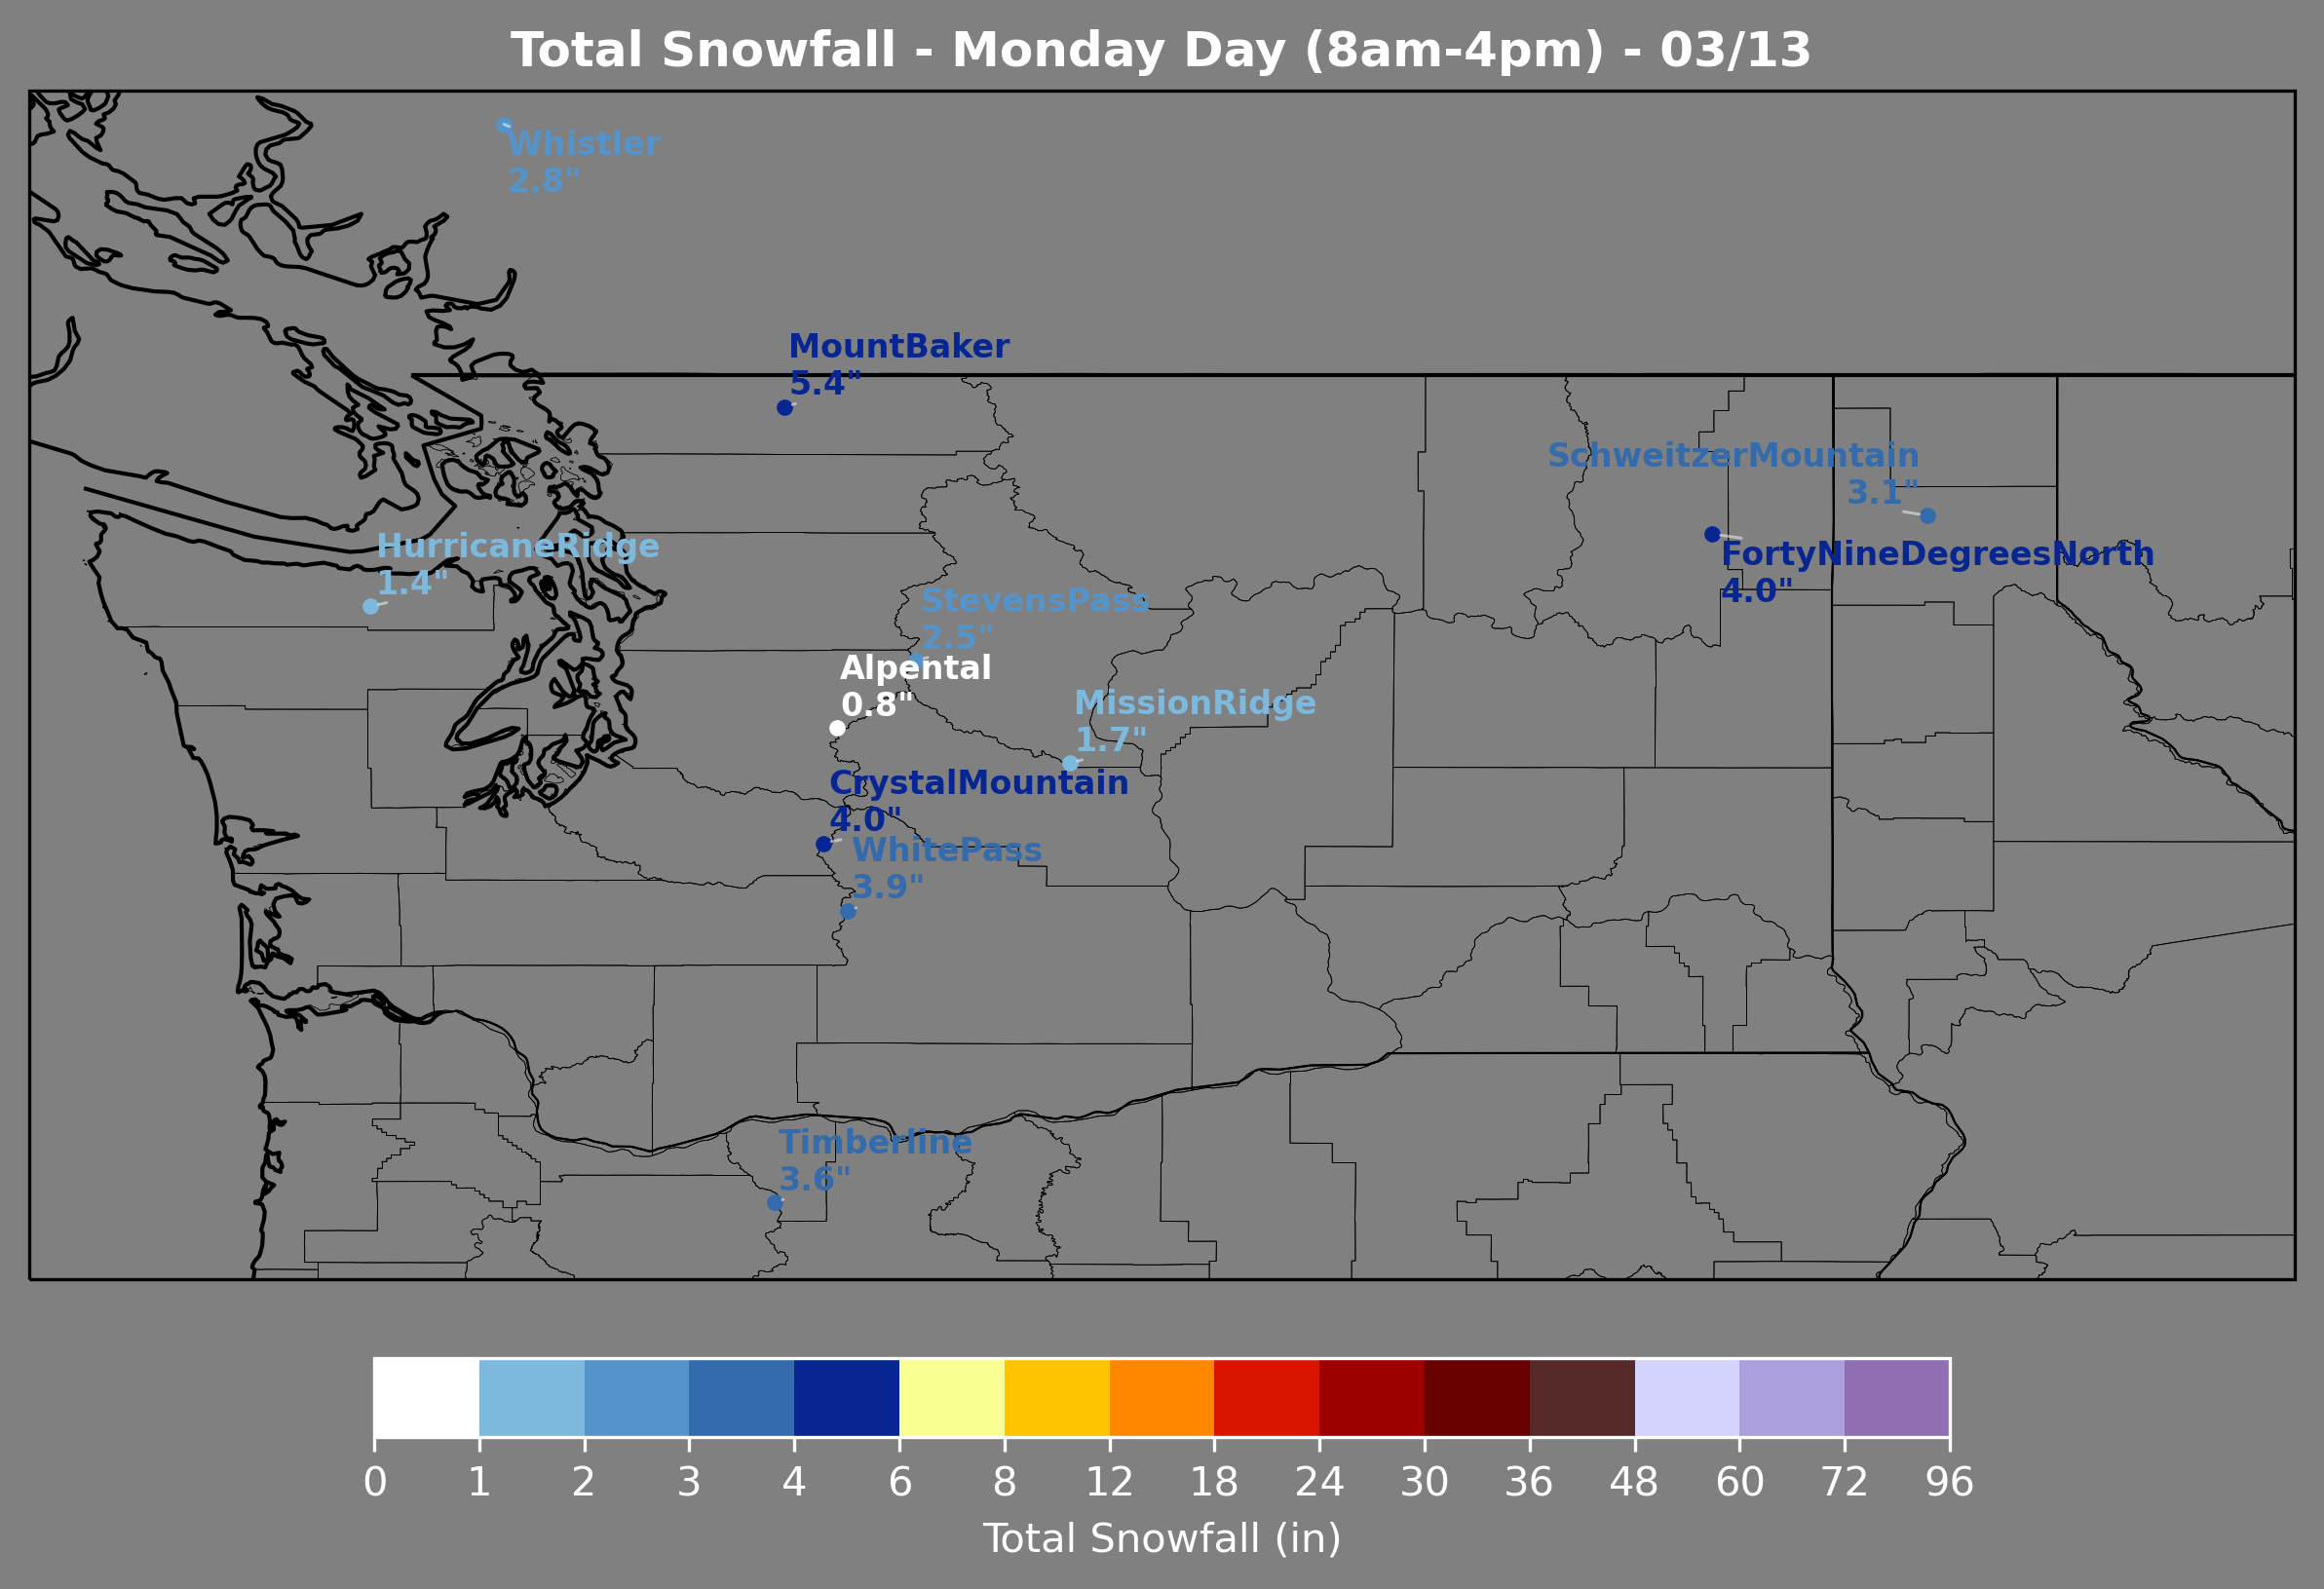 Total Snowfall - Monday Day (8am-4pm) - 03/13
Whistler
2.8"
MountBaker
5.4"
SchweitzerMountain
3.1"
HurricaneRidge
1.4"
FortyNineDegreesNorth
4.0"
StevensPass
2.5"
Alpental
0.8"
MissionRidge
1.7"
CrystalMountain
4.0"
WhitePass
3.9"
Timberline
3.6"
0 1 2 3 4 6 8 12 18 24 30 36 48 60 72 96
Total Snowfall (in)